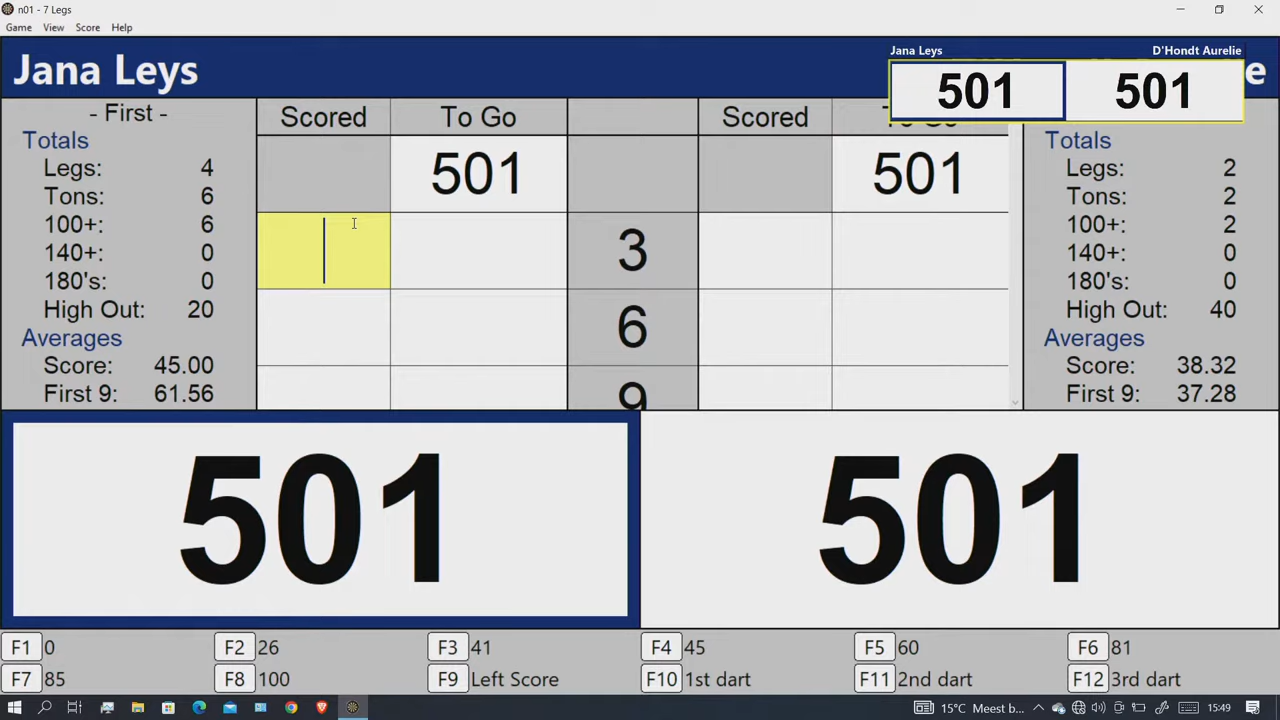 n01 - 7 Legs
Game View Score Help
Jana Leys
Jana Leys D'Hondt Aurelie
501 501
ie
- First - Scored To Go Scored
Totals Totals
501 501
Legs: 4 Legs: 2
Tons: 6 Tons: 2
100+: 6 3 100+: 2
140+: 0 140+: 0
180's: 0 180's: 0
High Out: 20 6 High Out: 40
Averages Averages
Score: 45.00 Score: 38.32
First 9: 61.56 9 First 9: 37.28
501 501
F1 0 F2 26 F3 41 F4 45 F5 60 F6 81
F7 85 F8 100 F9 Left Score F10 1st dart F11 2nd dart F12 3rd dart
15°C Meest b... 15:49